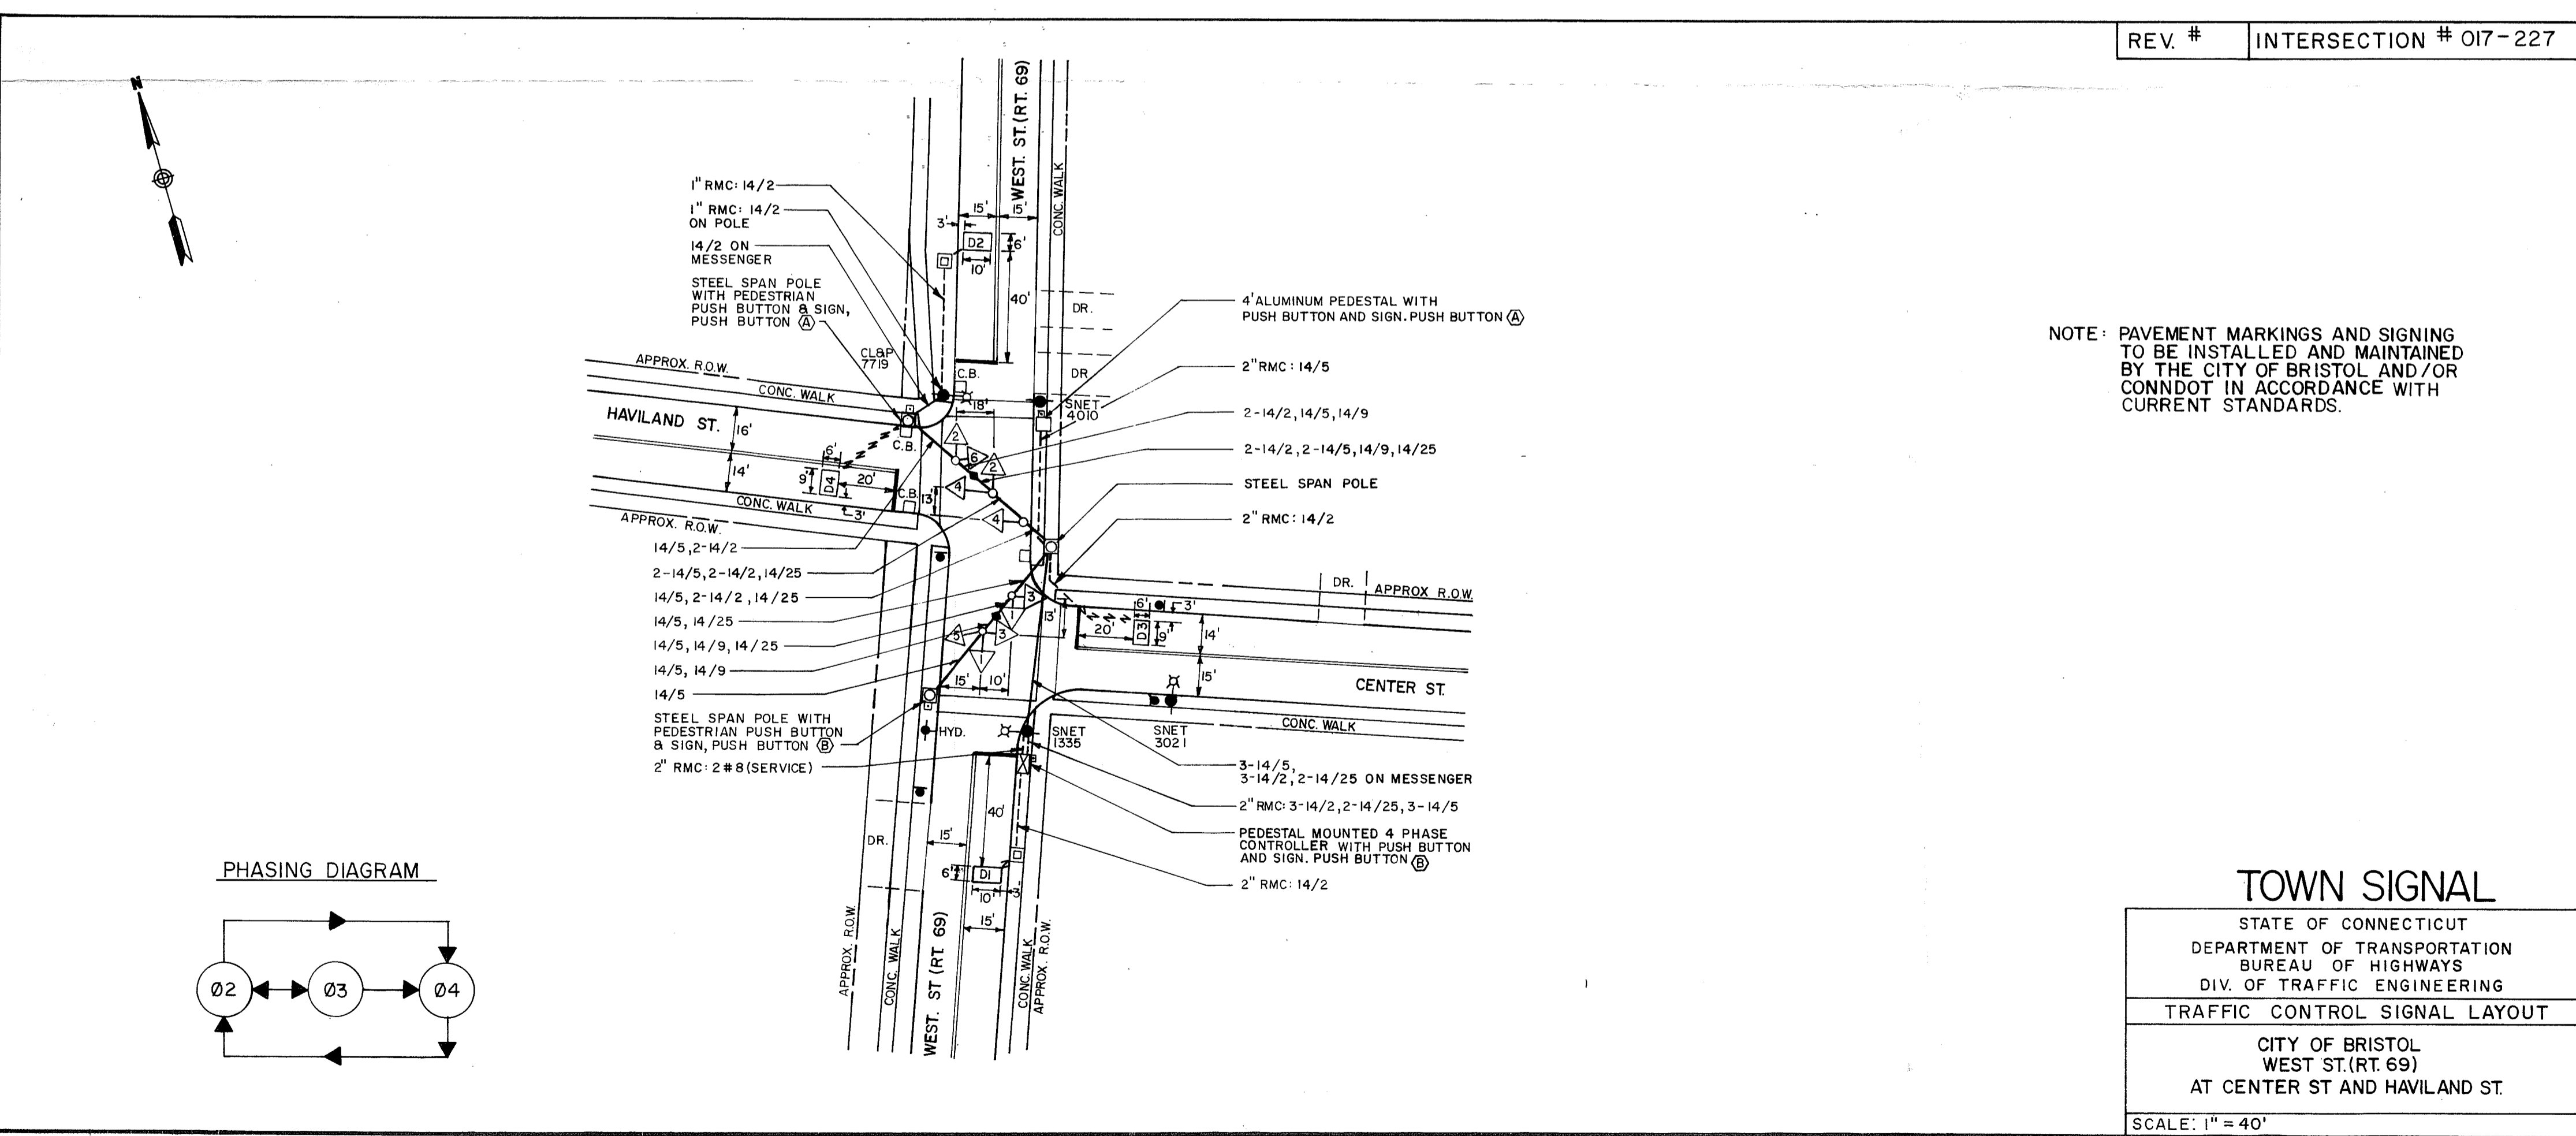 REV. #
INTERSECTION # 017-227
N
WEST. ST. (RT. 69)
CONC. WALK
1" RMC: 14/2
1" RMC: 14/2
ON POLE
14/2 ON
MESSENGER
STEEL SPAN POLE
WITH PEDESTRIAN
PUSH BUTTON & SIGN,
PUSH BUTTON A
15'
15'
3'
D2
6'
10'
40'
DR.
DR.
CL&P
7719
C.B.
18'
SNET
4010
4' ALUMINUM PEDESTAL WITH
PUSH BUTTON AND SIGN. PUSH BUTTON A
2" RMC: 14/5
2-14/2, 14/5, 14/9
2-14/2, 2-14/5, 14/9, 14/25
STEEL SPAN POLE
2" RMC: 14/2
NOTE: PAVEMENT MARKINGS AND SIGNING
TO BE INSTALLED AND MAINTAINED
BY THE CITY OF BRISTOL AND/OR
CONNDOT IN ACCORDANCE WITH
CURRENT STANDARDS.
APPROX. R.O.W.
CONC. WALK
HAVILAND ST.
16'
14'
6'
9'
D4
20'
3'
C.B.
C.B.
13'
CONC. WALK
APPROX. R.O.W.
2
6
2
4
4
14/5, 2-14/2
2-14/5, 2-14/2, 14/25
14/5, 2-14/2, 14/25
14/5, 14/25
14/5, 14/9, 14/25
14/5, 14/9
14/5
3
1
5
3
1
13'
15'
10'
DR.
APPROX R.O.W.
6'
3'
20'
D3
9'
14'
15'
CENTER ST.
CONC. WALK
STEEL SPAN POLE WITH
PEDESTRIAN PUSH BUTTON
& SIGN, PUSH BUTTON B
2" RMC: 2#8 (SERVICE)
HYD.
SNET
1335
SNET
3021
3-14/5,
3-14/2, 2-14/25 ON MESSENGER
2" RMC: 3-14/2, 2-14/25, 3-14/5
PEDESTAL MOUNTED 4 PHASE
CONTROLLER WITH PUSH BUTTON
AND SIGN. PUSH BUTTON B
2" RMC: 14/2
40'
15'
DR.
6'
D1
10'
3'
15'
APPROX. R.O.W.
CONC. WALK
WEST. ST (RT. 69)
CONC. WALK
APPROX. R.O.W.
PHASING DIAGRAM
Ø2
Ø3
Ø4
TOWN SIGNAL
STATE OF CONNECTICUT
DEPARTMENT OF TRANSPORTATION
BUREAU OF HIGHWAYS
DIV. OF TRAFFIC ENGINEERING
TRAFFIC CONTROL SIGNAL LAYOUT
CITY OF BRISTOL
WEST ST. (RT. 69)
AT CENTER ST AND HAVILAND ST.
SCALE: 1" = 40'